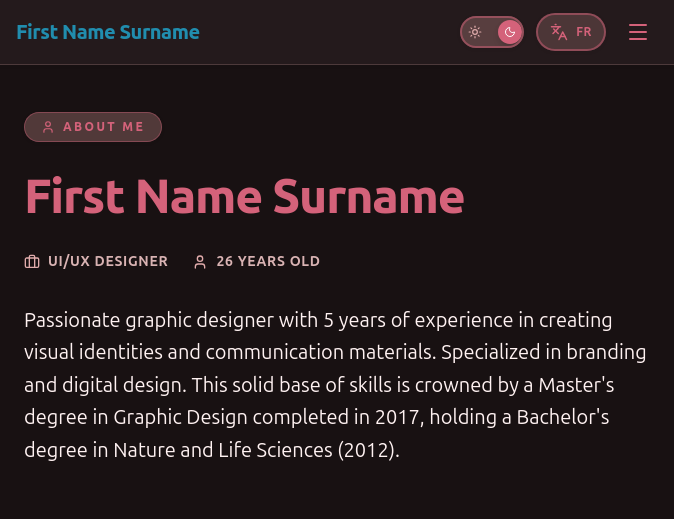 First Name Surname
FR
ABOUT ME
First Name Surname
UI/UX DESIGNER
26 YEARS OLD
Passionate graphic designer with 5 years of experience in creating
visual identities and communication materials. Specialized in branding
and digital design. This solid base of skills is crowned by a Master's
degree in Graphic Design completed in 2017, holding a Bachelor's
degree in Nature and Life Sciences (2012).